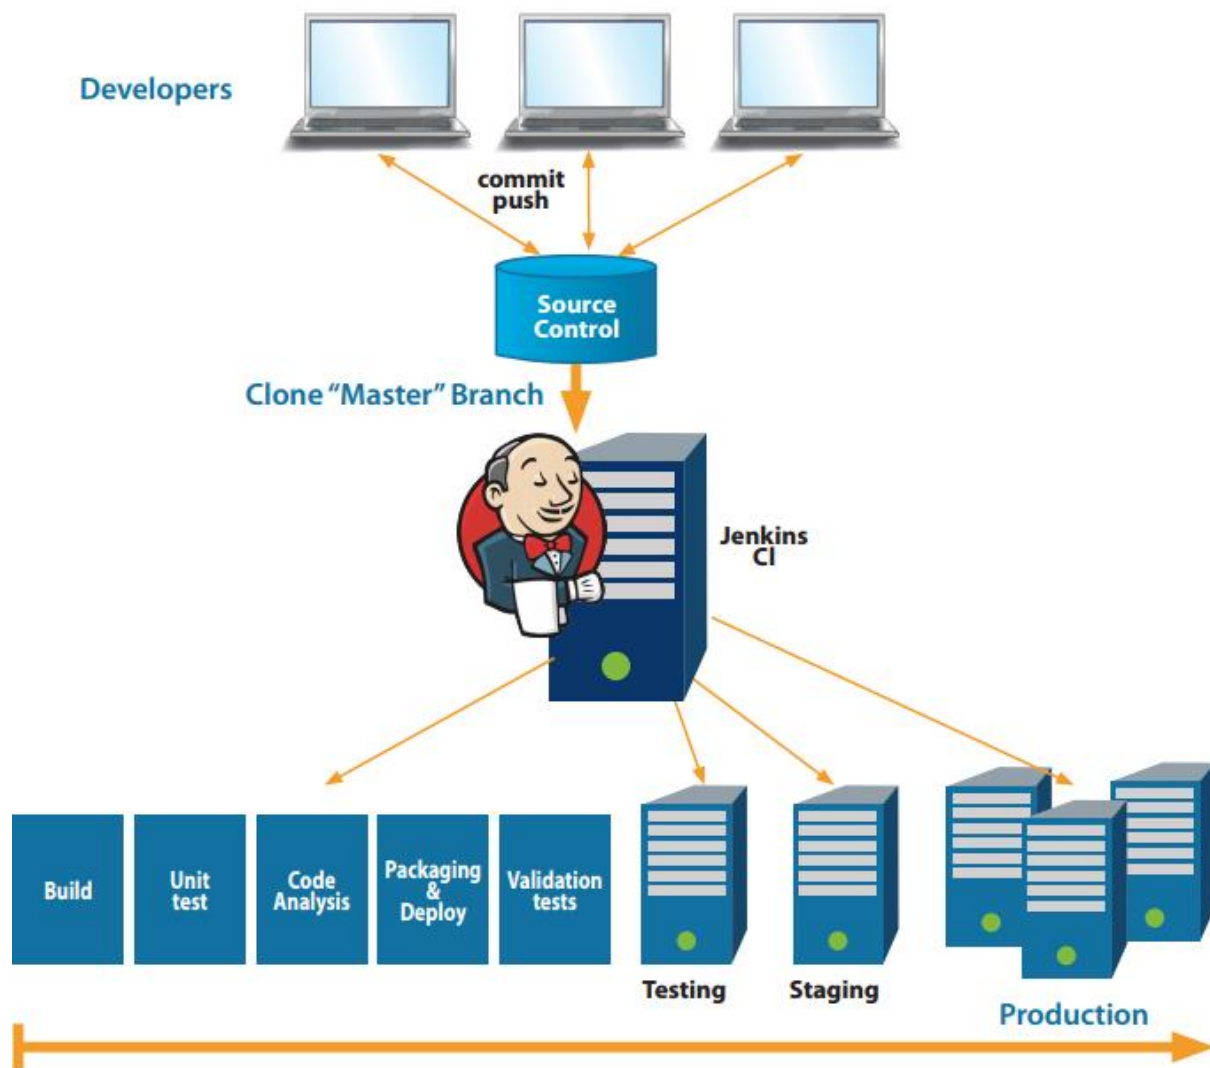 Developers
commit
push
Source
Control
Clone “Master” Branch
Jenkins
CI
Build
Unit
test
Code
Analysis
Packaging
&
Deploy
Validation
tests
Testing
Staging
Production